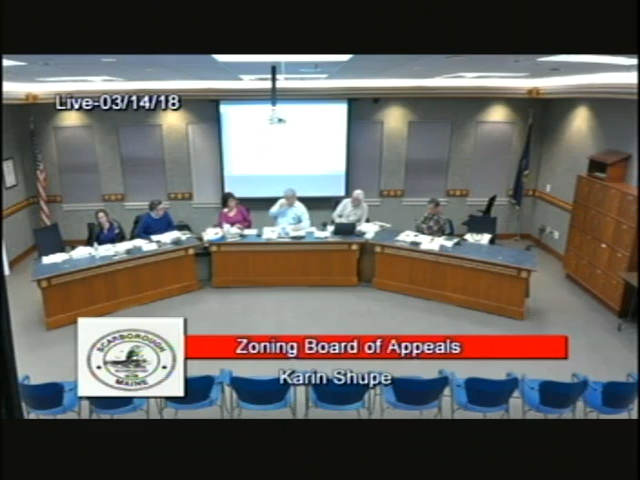 Live-03/14/18
SCARBOROUGH
MAINE
Zoning Board of Appeals
Karin Shupe